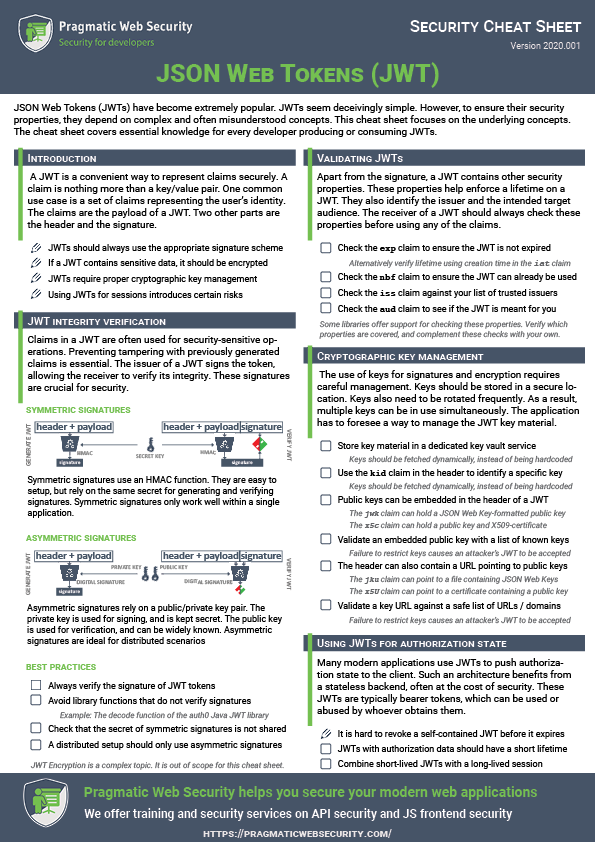 Pragmatic Web Security
Security for developers
Security Cheat Sheet
Version 2020.001
JSON Web Tokens (JWT)
JSON Web Tokens (JWTs) have become extremely popular. JWTs seem deceivingly simple. However, to ensure their security
properties, they depend on complex and often misunderstood concepts. This cheat sheet focuses on the underlying concepts.
The cheat sheet covers essential knowledge for every developer producing or consuming JWTs.
Introduction
A JWT is a convenient way to represent claims securely. A
claim is nothing more than a key/value pair. One common
use case is a set of claims representing the user's identity.
The claims are the payload of a JWT. Two other parts are
the header and the signature.
JWTs should always use the appropriate signature scheme
If a JWT contains sensitive data, it should be encrypted
JWTs require proper cryptographic key management
Using JWTs for sessions introduces certain risks
JWT integrity verification
Claims in a JWT are often used for security-sensitive op-
erations. Preventing tampering with previously generated
claims is essential. The issuer of a JWT signs the token,
allowing the receiver to verify its integrity. These signatures
are crucial for security.
SYMMETRIC SIGNATURES
GENERATE JWT
header + payload
HMAC
signature
SECRET KEY
header + payload
signature
HMAC
signature
VERIFY JWT
Symmetric signatures use an HMAC function. They are easy to
setup, but rely on the same secret for generating and verifying
signatures. Symmetric signatures only work well within a single
application.
ASYMMETRIC SIGNATURES
GENERATE JWT
header + payload
DIGITAL SIGNATURE
signature
PRIVATE KEY
PUBLIC KEY
header + payload
signature
DIGITAL SIGNATURE
VERIFY JWT
Asymmetric signatures rely on a public/private key pair. The
private key is used for signing, and is kept secret. The public key
is used for verification, and can be widely known. Asymmetric
signatures are ideal for distributed scenarios
BEST PRACTICES
Always verify the signature of JWT tokens
Avoid library functions that do not verify signatures
Example: The decode function of the auth0 Java JWT library
Check that the secret of symmetric signatures is not shared
A distributed setup should only use asymmetric signatures
JWT Encryption is a complex topic. It is out of scope for this cheat sheet.
Validating JWTs
Apart from the signature, a JWT contains other security
properties. These properties help enforce a lifetime on a
JWT. They also identify the issuer and the intended target
audience. The receiver of a JWT should always check these
properties before using any of the claims.
Check the exp claim to ensure the JWT is not expired
Alternatively verify lifetime using creation time in the iat claim
Check the nbf claim to ensure the JWT can already be used
Check the iss claim against your list of trusted issuers
Check the aud claim to see if the JWT is meant for you
Some libraries offer support for checking these properties. Verify which
properties are covered, and complement these checks with your own.
Cryptographic key management
The use of keys for signatures and encryption requires
careful management. Keys should be stored in a secure lo-
cation. Keys also need to be rotated frequently. As a result,
multiple keys can be in use simultaneously. The application
has to foresee a way to manage the JWT key material.
Store key material in a dedicated key vault service
Keys should be fetched dynamically, instead of being hardcoded
Use the kid claim in the header to identify a specific key
Keys should be fetched dynamically, instead of being hardcoded
Public keys can be embedded in the header of a JWT
The jwk claim can hold a JSON Web Key-formatted public key
The x5c claim can hold a public key and X509-certificate
Validate an embedded public key with a list of known keys
Failure to restrict keys causes an attacker's JWT to be accepted
The header can also contain a URL pointing to public keys
The jku claim can point to a file containing JSON Web Keys
The x5U claim can point to a certificate containing a public key
Validate a key URL against a safe list of URLs / domains
Failure to restrict keys causes an attacker's JWT to be accepted
Using JWTs for authorization state
Many modern applications use JWTs to push authoriza-
tion state to the client. Such an architecture benefits from
a stateless backend, often at the cost of security. These
JWTs are typically bearer tokens, which can be used or
abused by whoever obtains them.
It is hard to revoke a self-contained JWT before it expires
JWTs with authorization data should have a short lifetime
Combine short-lived JWTs with a long-lived session
Pragmatic Web Security helps you secure your modern web applications
We offer training and security services on API security and JS frontend security
HTTPS://PRAGMATICWEBSECURITY.COM/